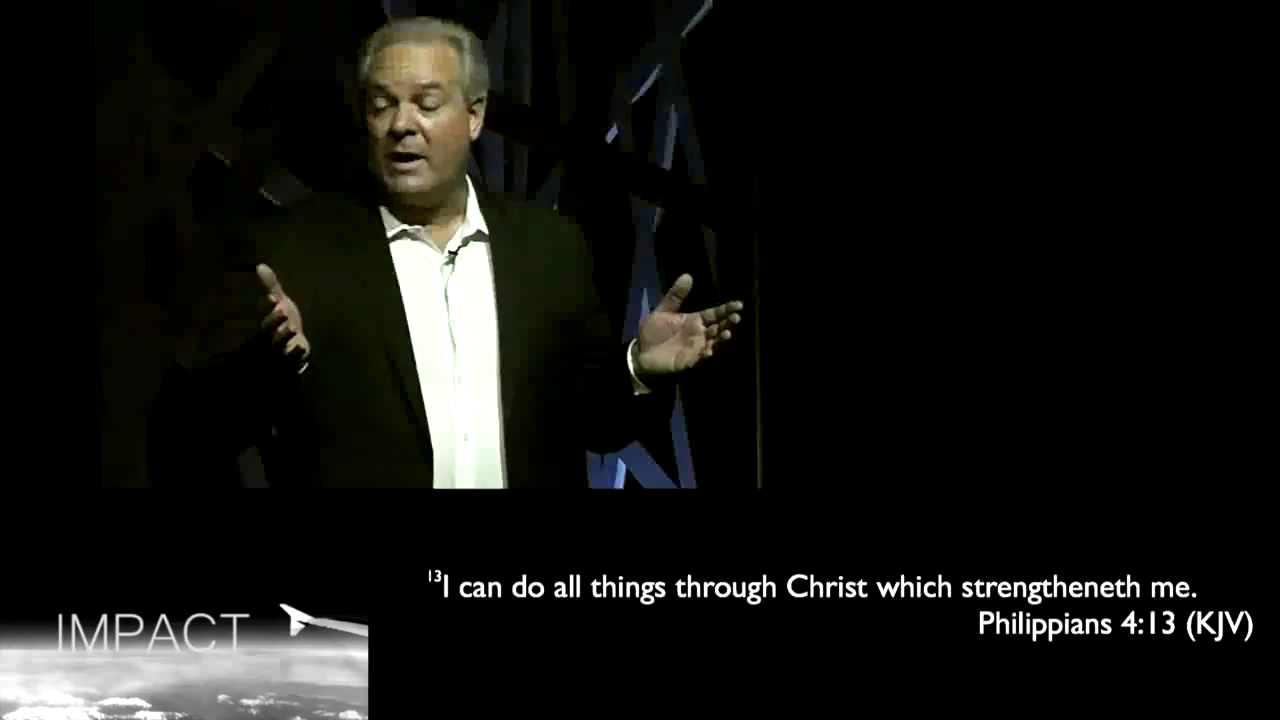 ¹³I can do all things through Christ which strengtheneth me.
Philippians 4:13 (KJV)
IMPACT